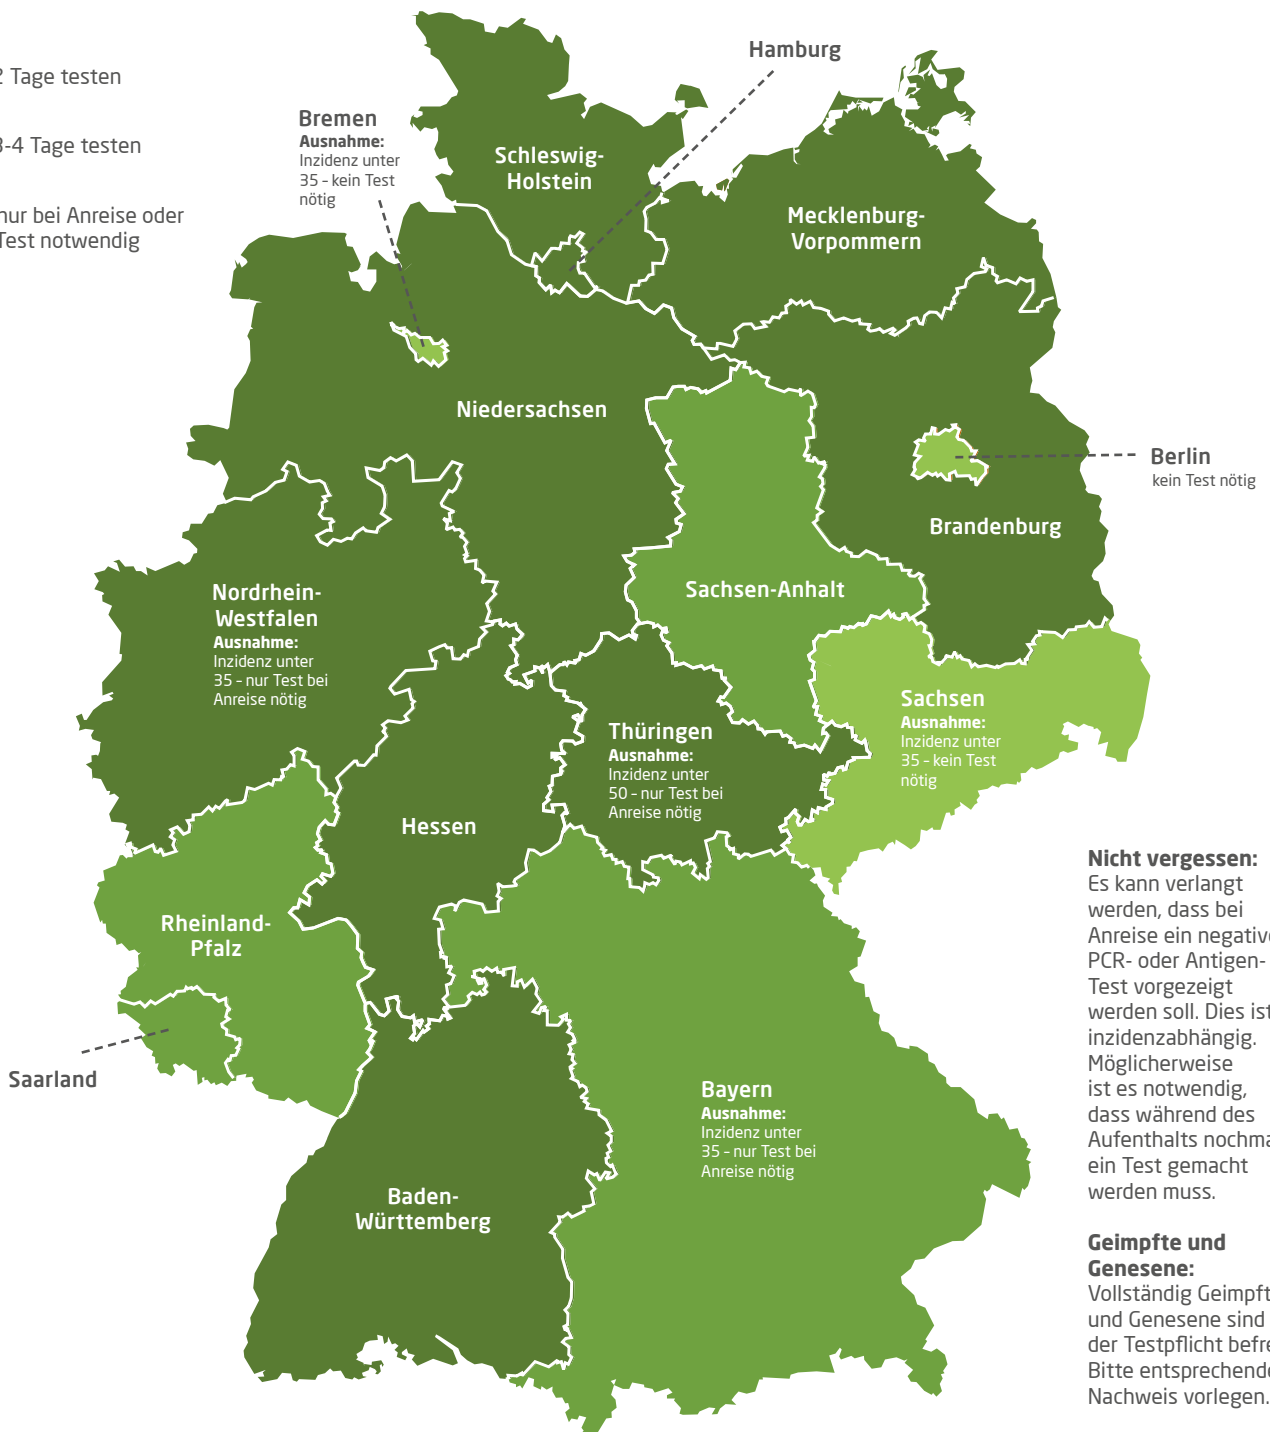 2 Tage testen
3-4 Tage testen
nur bei Anreise oder
Test notwendig
Bremen
Ausnahme:
Inzidenz unter
35 – kein Test
nötig
Hamburg
Schleswig-
Holstein
Mecklenburg-
Vorpommern
Niedersachsen
Berlin
kein Test nötig
Brandenburg
Sachsen-Anhalt
Nordrhein-
Westfalen
Ausnahme:
Inzidenz unter
35 – nur Test bei
Anreise nötig
Sachsen
Ausnahme:
Inzidenz unter
35 – kein Test
nötig
Thüringen
Ausnahme:
Inzidenz unter
50 – nur Test bei
Anreise nötig
Hessen
Rheinland-
Pfalz
Saarland
Bayern
Ausnahme:
Inzidenz unter
35 – nur Test bei
Anreise nötig
Baden-
Württemberg
Nicht vergessen:
Es kann verlangt
werden, dass bei
Anreise ein negative
PCR- oder Antigen-
Test vorgezeigt
werden soll. Dies ist
inzidenzabhängig.
Möglicherweise
ist es notwendig,
dass während des
Aufenthalts nochma
ein Test gemacht
werden muss.
Geimpfte und
Genesene:
Vollständig Geimpft
und Genesene sind
der Testpflicht befre
Bitte entsprechende
Nachweis vorlegen.